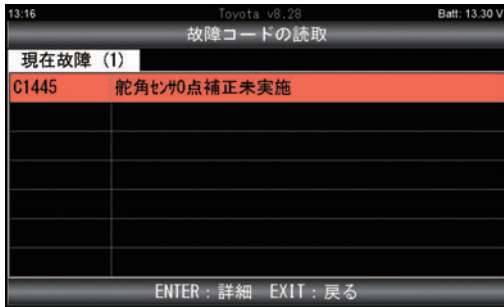 13:16 Toyota v8.28 Batt: 13.30 V
故障コードの読取
現在故障 (1)
C1445 舵角ｾﾝｻ0点補正未実施
ENTER：詳細 EXIT：戻る